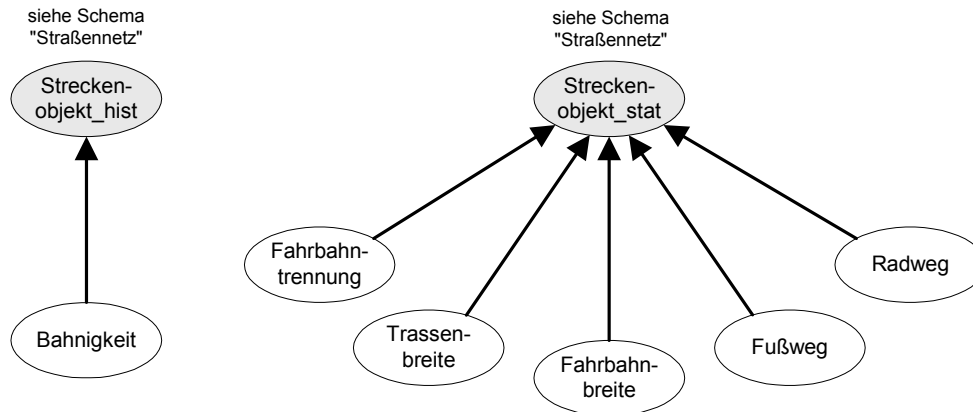 siehe Schema
"Straßennetz"
Strecken-
objekt_hist
Bahnigkeit
siehe Schema
"Straßennetz"
Strecken-
objekt_stat
Fahrbahn-
trennung
Trassen-
breite
Fahrbahn-
breite
Fußweg
Radweg